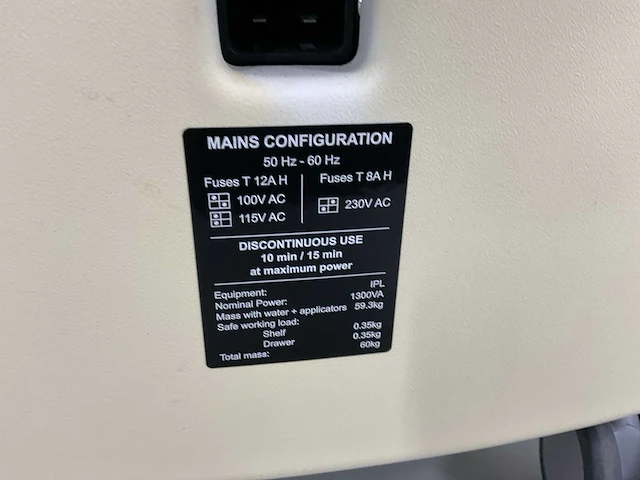 MAINS CONFIGURATION
50 Hz - 60 Hz
Fuses T 12A H
100V AC
115V AC
Fuses T 8A H
230V AC
DISCONTINUOUS USE
10 min / 15 min
at maximum power
Equipment: IPL
Nominal Power: 1300VA
Mass with water + applicators 59.3kg
Safe working load:
Shelf 0.35kg
Drawer 0.35kg
Total mass: 60kg